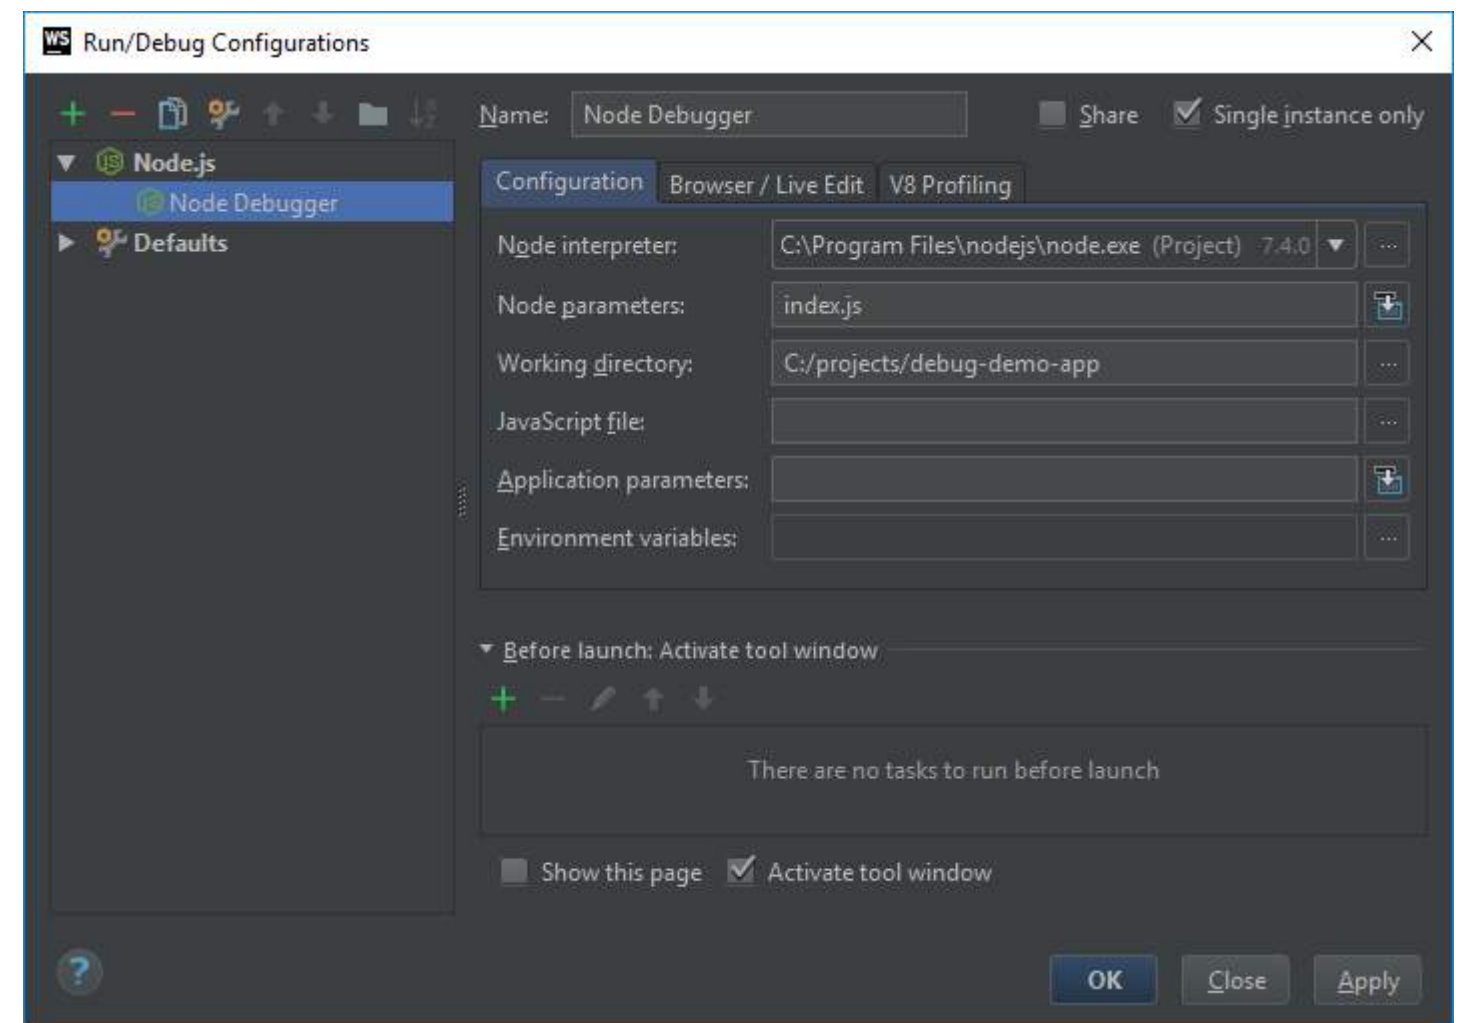 WS Run/Debug Configurations
Name: Node Debugger Share Single instance only
Node.js
Node Debugger
Defaults
Configuration Browser / Live Edit V8 Profiling
Node interpreter: C:\Program Files\nodejs\node.exe (Project) 7.4.0 ...
Node parameters: index.js
Working directory: C:/projects/debug-demo-app ...
JavaScript file: ...
Application parameters:
Environment variables: ...
Before launch: Activate tool window
There are no tasks to run before launch
Show this page Activate tool window
? OK Close Apply